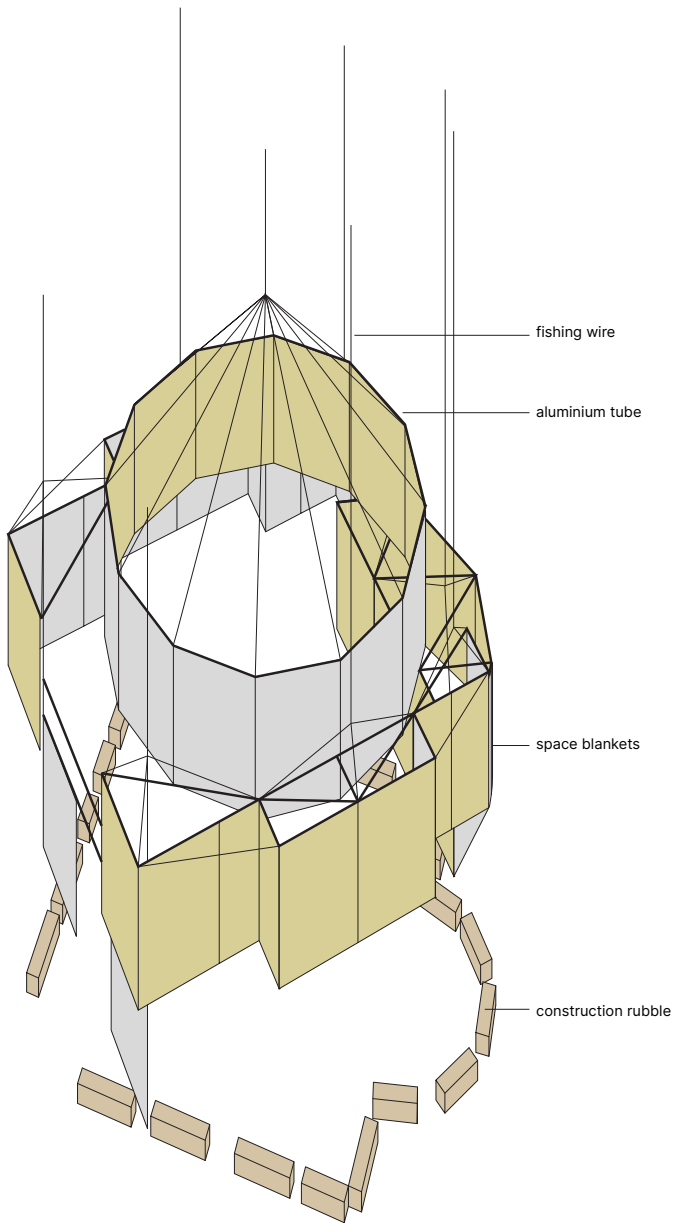 fishing wire
aluminium tube
space blankets
construction rubble